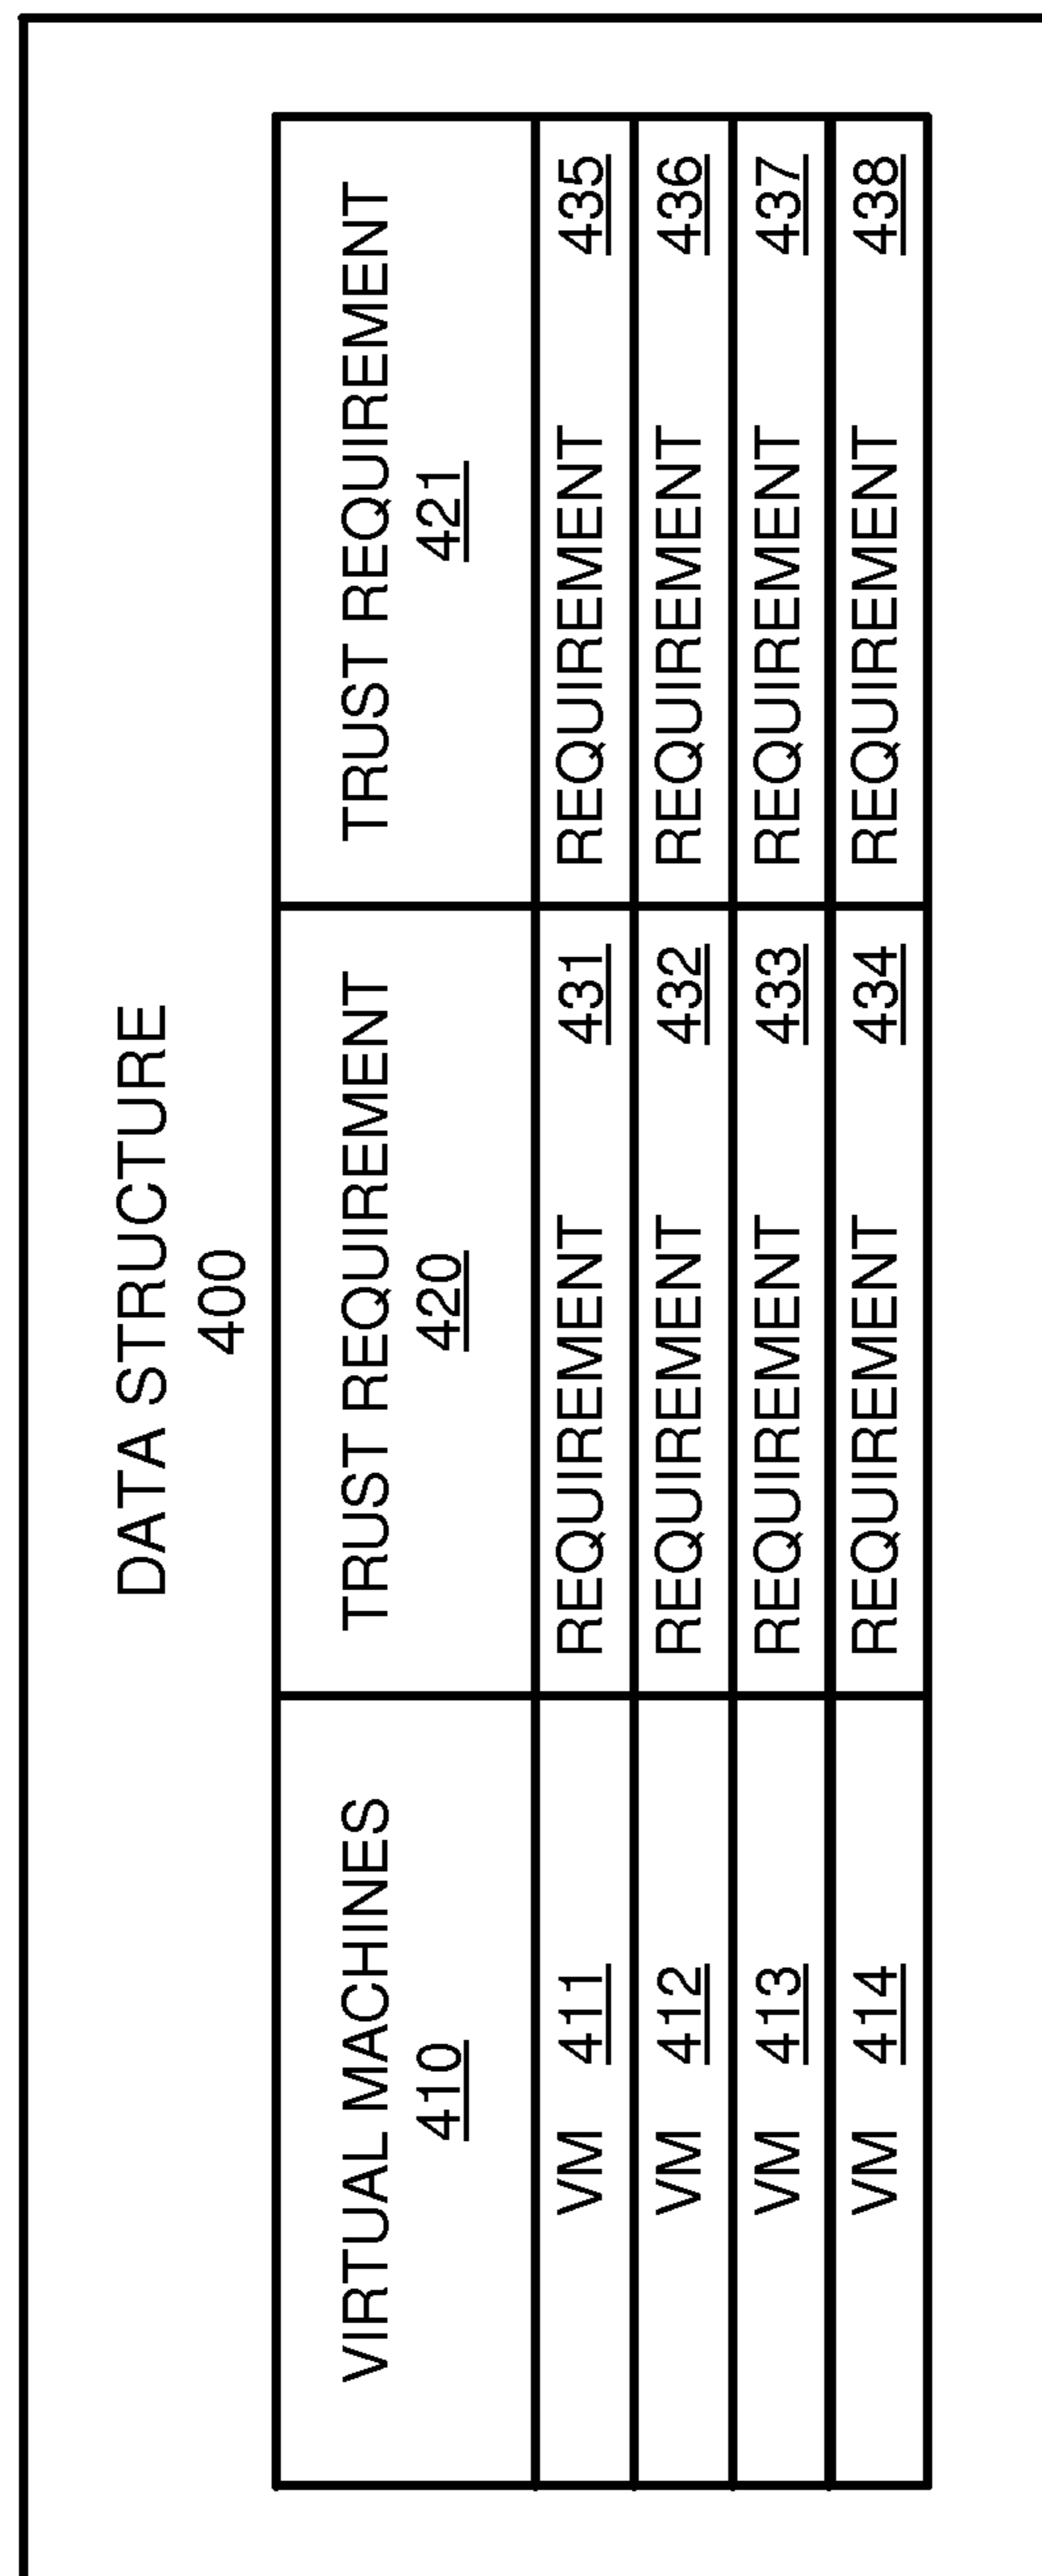 DATA STRUCTURE
400
VIRTUAL MACHINES TRUST REQUIREMENT TRUST REQUIREMENT
410 420 421
VM 411 REQUIREMENT 431 REQUIREMENT 435
VM 412 REQUIREMENT 432 REQUIREMENT 436
VM 413 REQUIREMENT 433 REQUIREMENT 437
VM 414 REQUIREMENT 434 REQUIREMENT 438